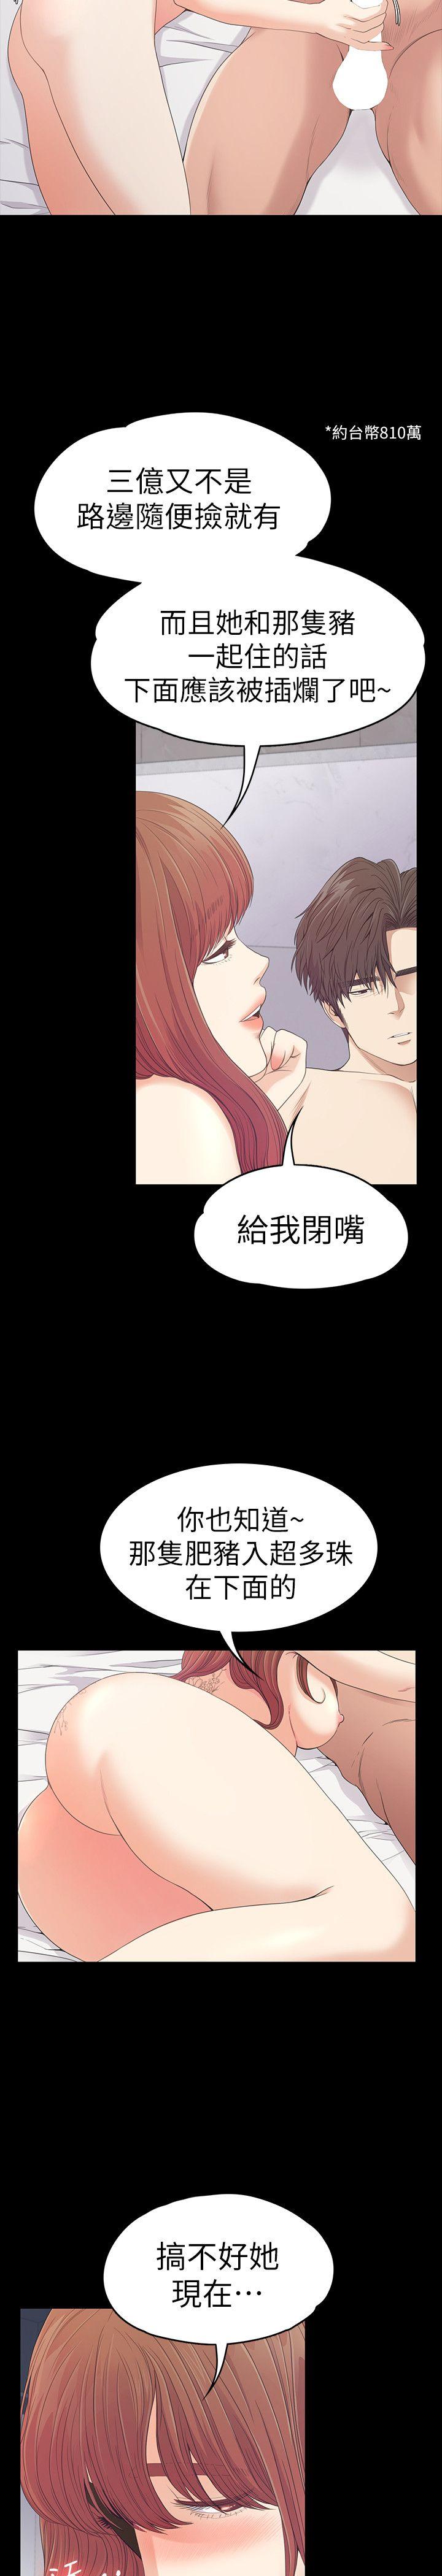 *約台幣810萬
三億又不是
路邊隨便撿就有
而且她和那隻豬
一起住的話
下面應該被插爛了吧~
給我閉嘴
你也知道~
那隻肥豬入超多珠
在下面的
搞不好她
現在…